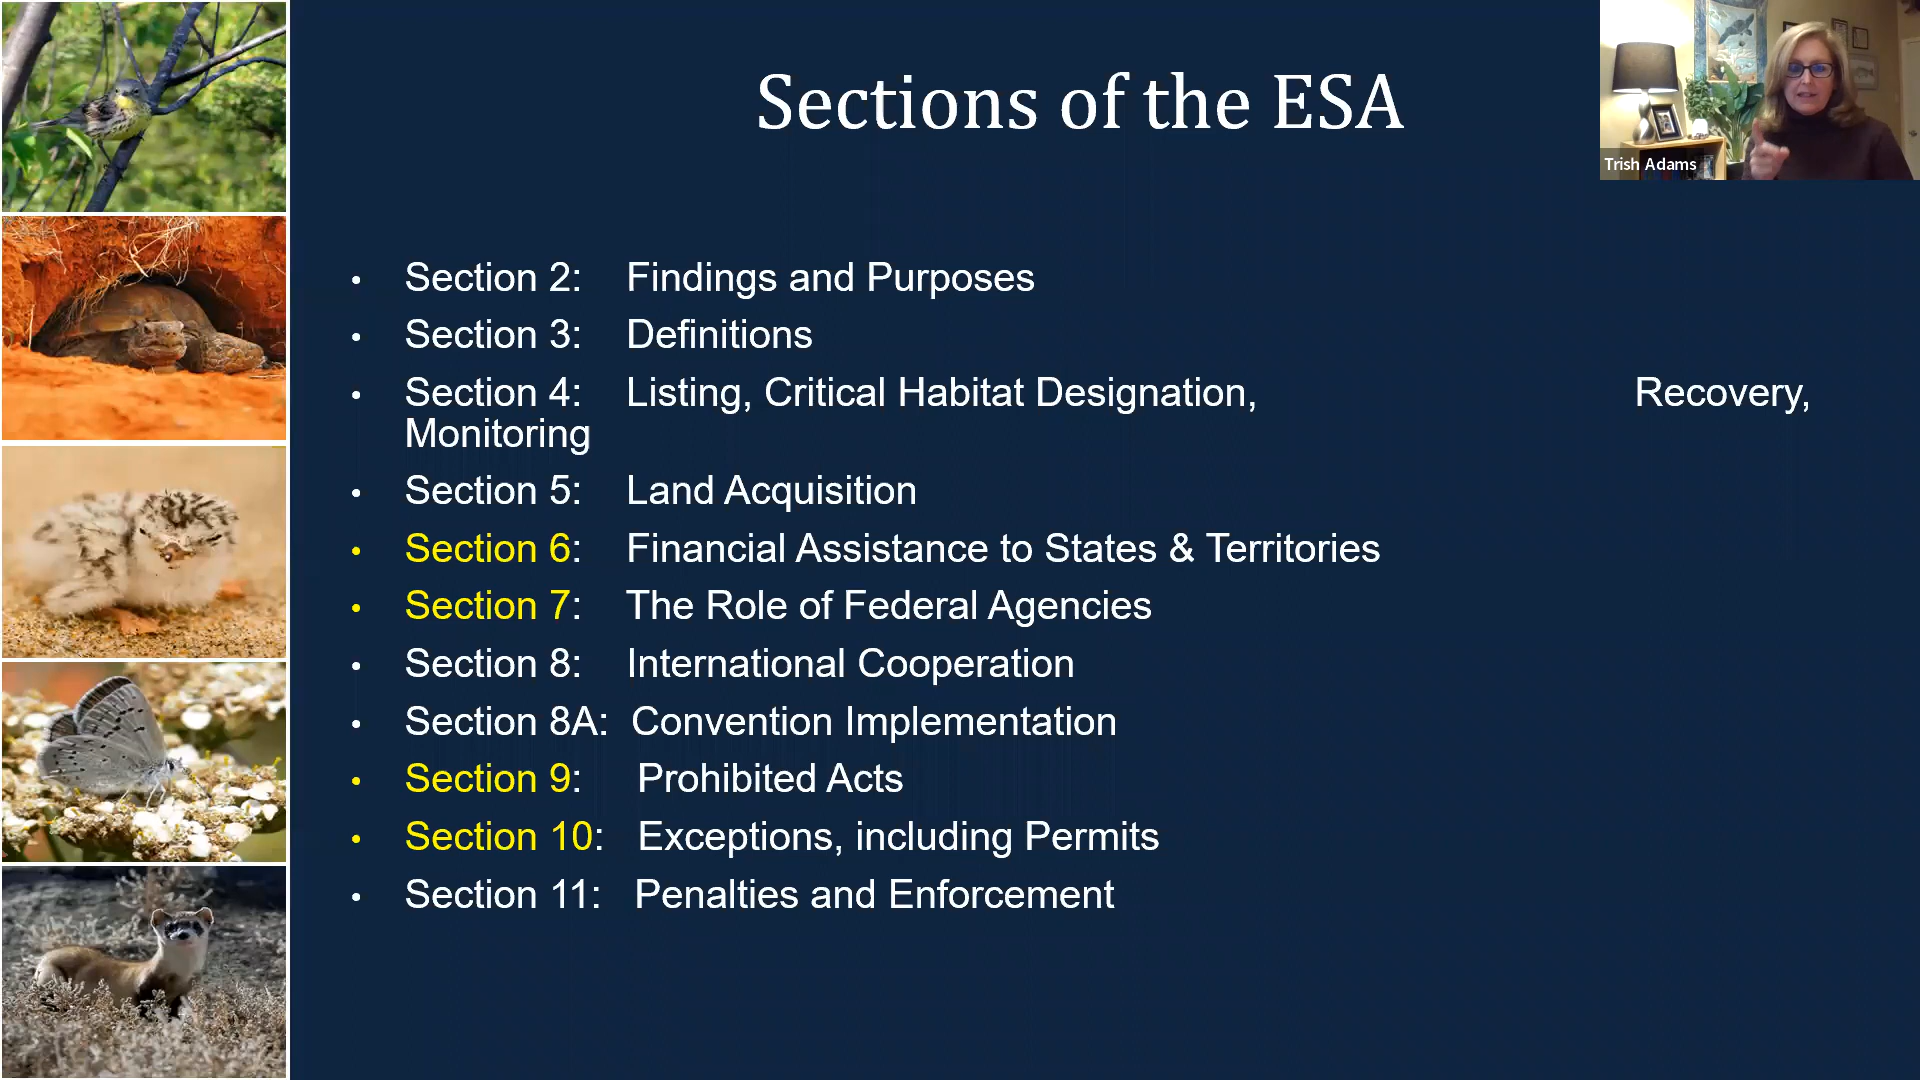 Sections of the ESA
Trish Adams
• Section 2: Findings and Purposes
• Section 3: Definitions
• Section 4: Listing, Critical Habitat Designation, Recovery,
Monitoring
• Section 5: Land Acquisition
• Section 6: Financial Assistance to States & Territories
• Section 7: The Role of Federal Agencies
• Section 8: International Cooperation
• Section 8A: Convention Implementation
• Section 9: Prohibited Acts
• Section 10: Exceptions, including Permits
• Section 11: Penalties and Enforcement